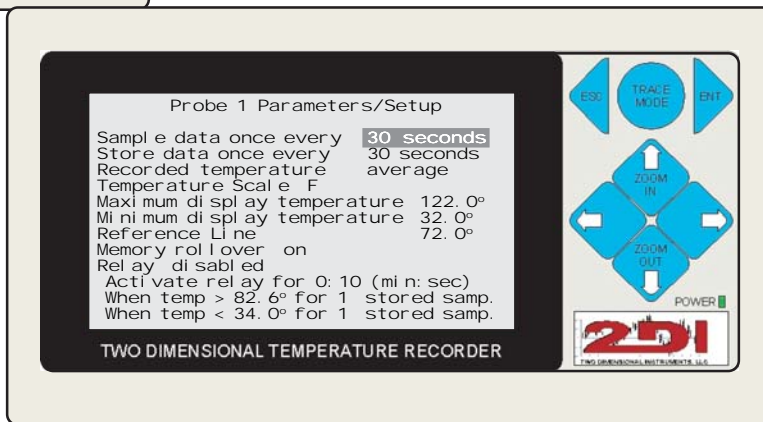 Probe 1 Parameters/Setup
Sample data once every 30 seconds
Store data once every 30 seconds
Recorded temperature average
Temperature Scale F
Maximum display temperature 122.0°
Minimum display temperature 32.0°
Reference Line 72.0°
Memory rollover on
Relay disabled
Activate relay for 0:10 (min:sec)
When temp > 82.6° for 1 stored samp.
When temp < 34.0° for 1 stored samp.
TWO DIMENSIONAL TEMPERATURE RECORDER
ESC
TRACE
MODE
ENT
ZOOM
IN
ZOOM
OUT
POWER
2DI
TWO DIMENSIONAL INSTRUMENTS, LLC